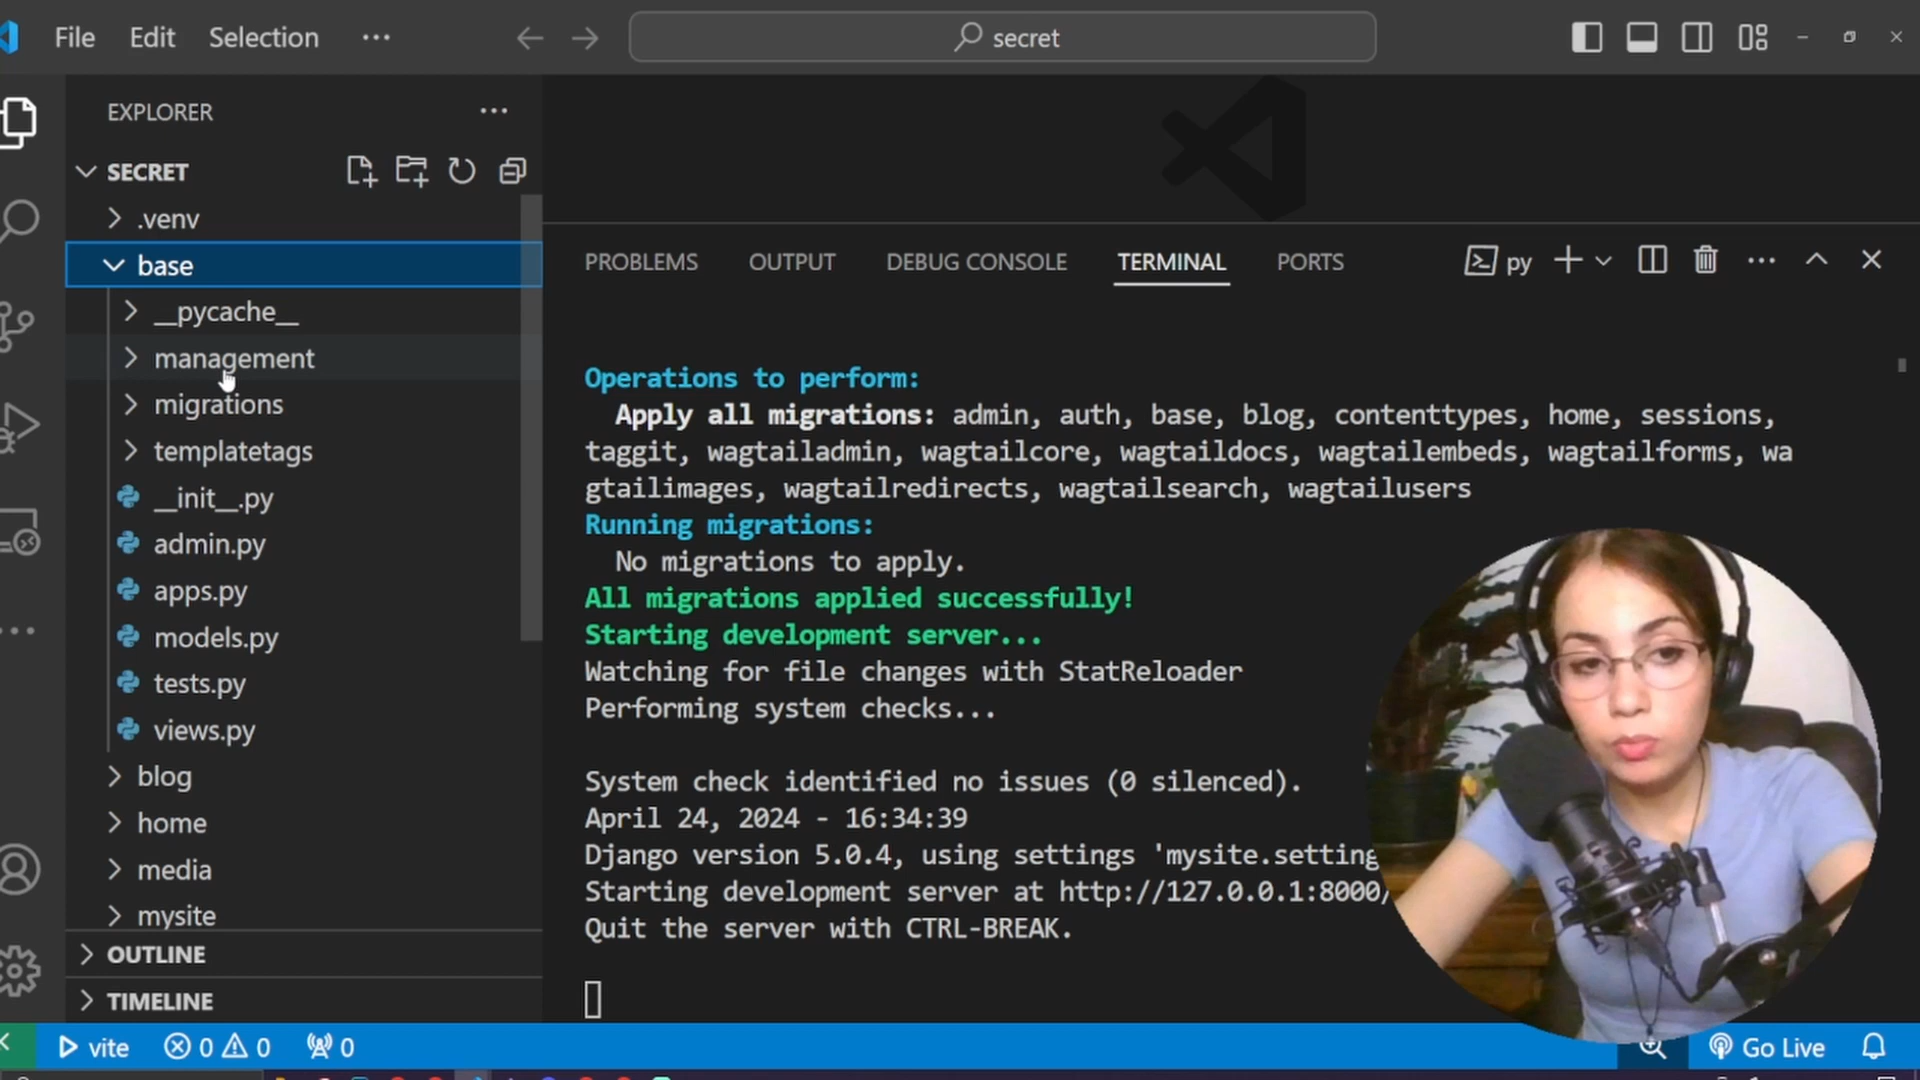 File Edit Selection ···
secret
EXPLORER ···
SECRET
.venv
base
__pycache__
management
migrations
templatetags
__init__.py
admin.py
apps.py
models.py
tests.py
views.py
blog
home
media
mysite
OUTLINE
TIMELINE
PROBLEMS OUTPUT DEBUG CONSOLE TERMINAL PORTS
py
Operations to perform:
Apply all migrations: admin, auth, base, blog, contenttypes, home, sessions,
taggit, wagtailadmin, wagtailcore, wagtaildocs, wagtailembeds, wagtailforms, wa
gtailimages, wagtailredirects, wagtailsearch, wagtailusers
Running migrations:
No migrations to apply.
All migrations applied successfully!
Starting development server...
Watching for file changes with StatReloader
Performing system checks...
System check identified no issues (0 silenced).
April 24, 2024 - 16:34:39
Django version 5.0.4, using settings 'mysite.setting
Starting development server at http://127.0.0.1:8000/
Quit the server with CTRL-BREAK.
vite 0 0 0
Go Live